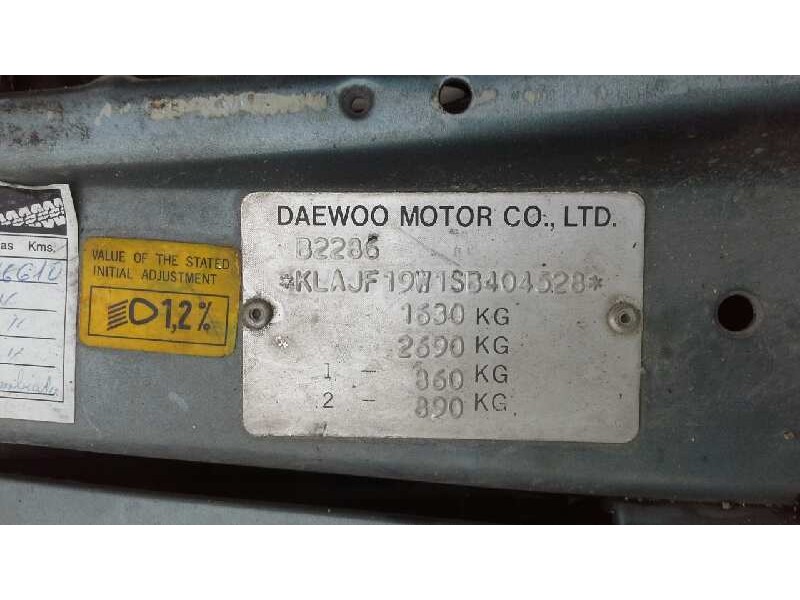 as Kms.
VALUE OF THE STATED
INITIAL ADJUSTMENT
1,2%
DAEWOO MOTOR CO., LTD.
B2286
*KLAJF19W1SB404528*
1630 KG
2690 KG
1 - 860 KG
2 - 890 KG